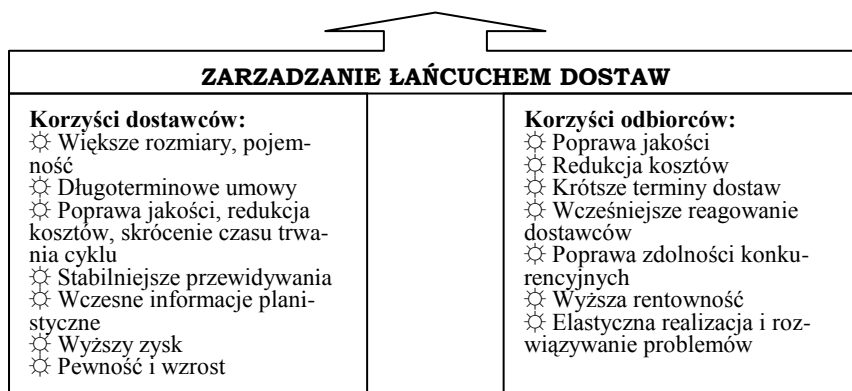 ZARZADZANIE ŁAŃCUCHEM DOSTAW
Korzyści dostawców:
☼ Większe rozmiary, pojem-
ność
☼ Długoterminowe umowy
☼ Poprawa jakości, redukcja
kosztów, skrócenie czasu trwa-
nia cyklu
☼ Stabilniejsze przewidywania
☼ Wczesne informacje plani-
styczne
☼ Wyższy zysk
☼ Pewność i wzrost
Korzyści odbiorców:
☼ Poprawa jakości
☼ Redukcja kosztów
☼ Krótsze terminy dostaw
☼ Wcześniejsze reagowanie
dostawców
☼ Poprawa zdolności konku-
rencyjnych
☼ Wyższa rentowność
☼ Elastyczna realizacja i roz-
wiązywanie problemów